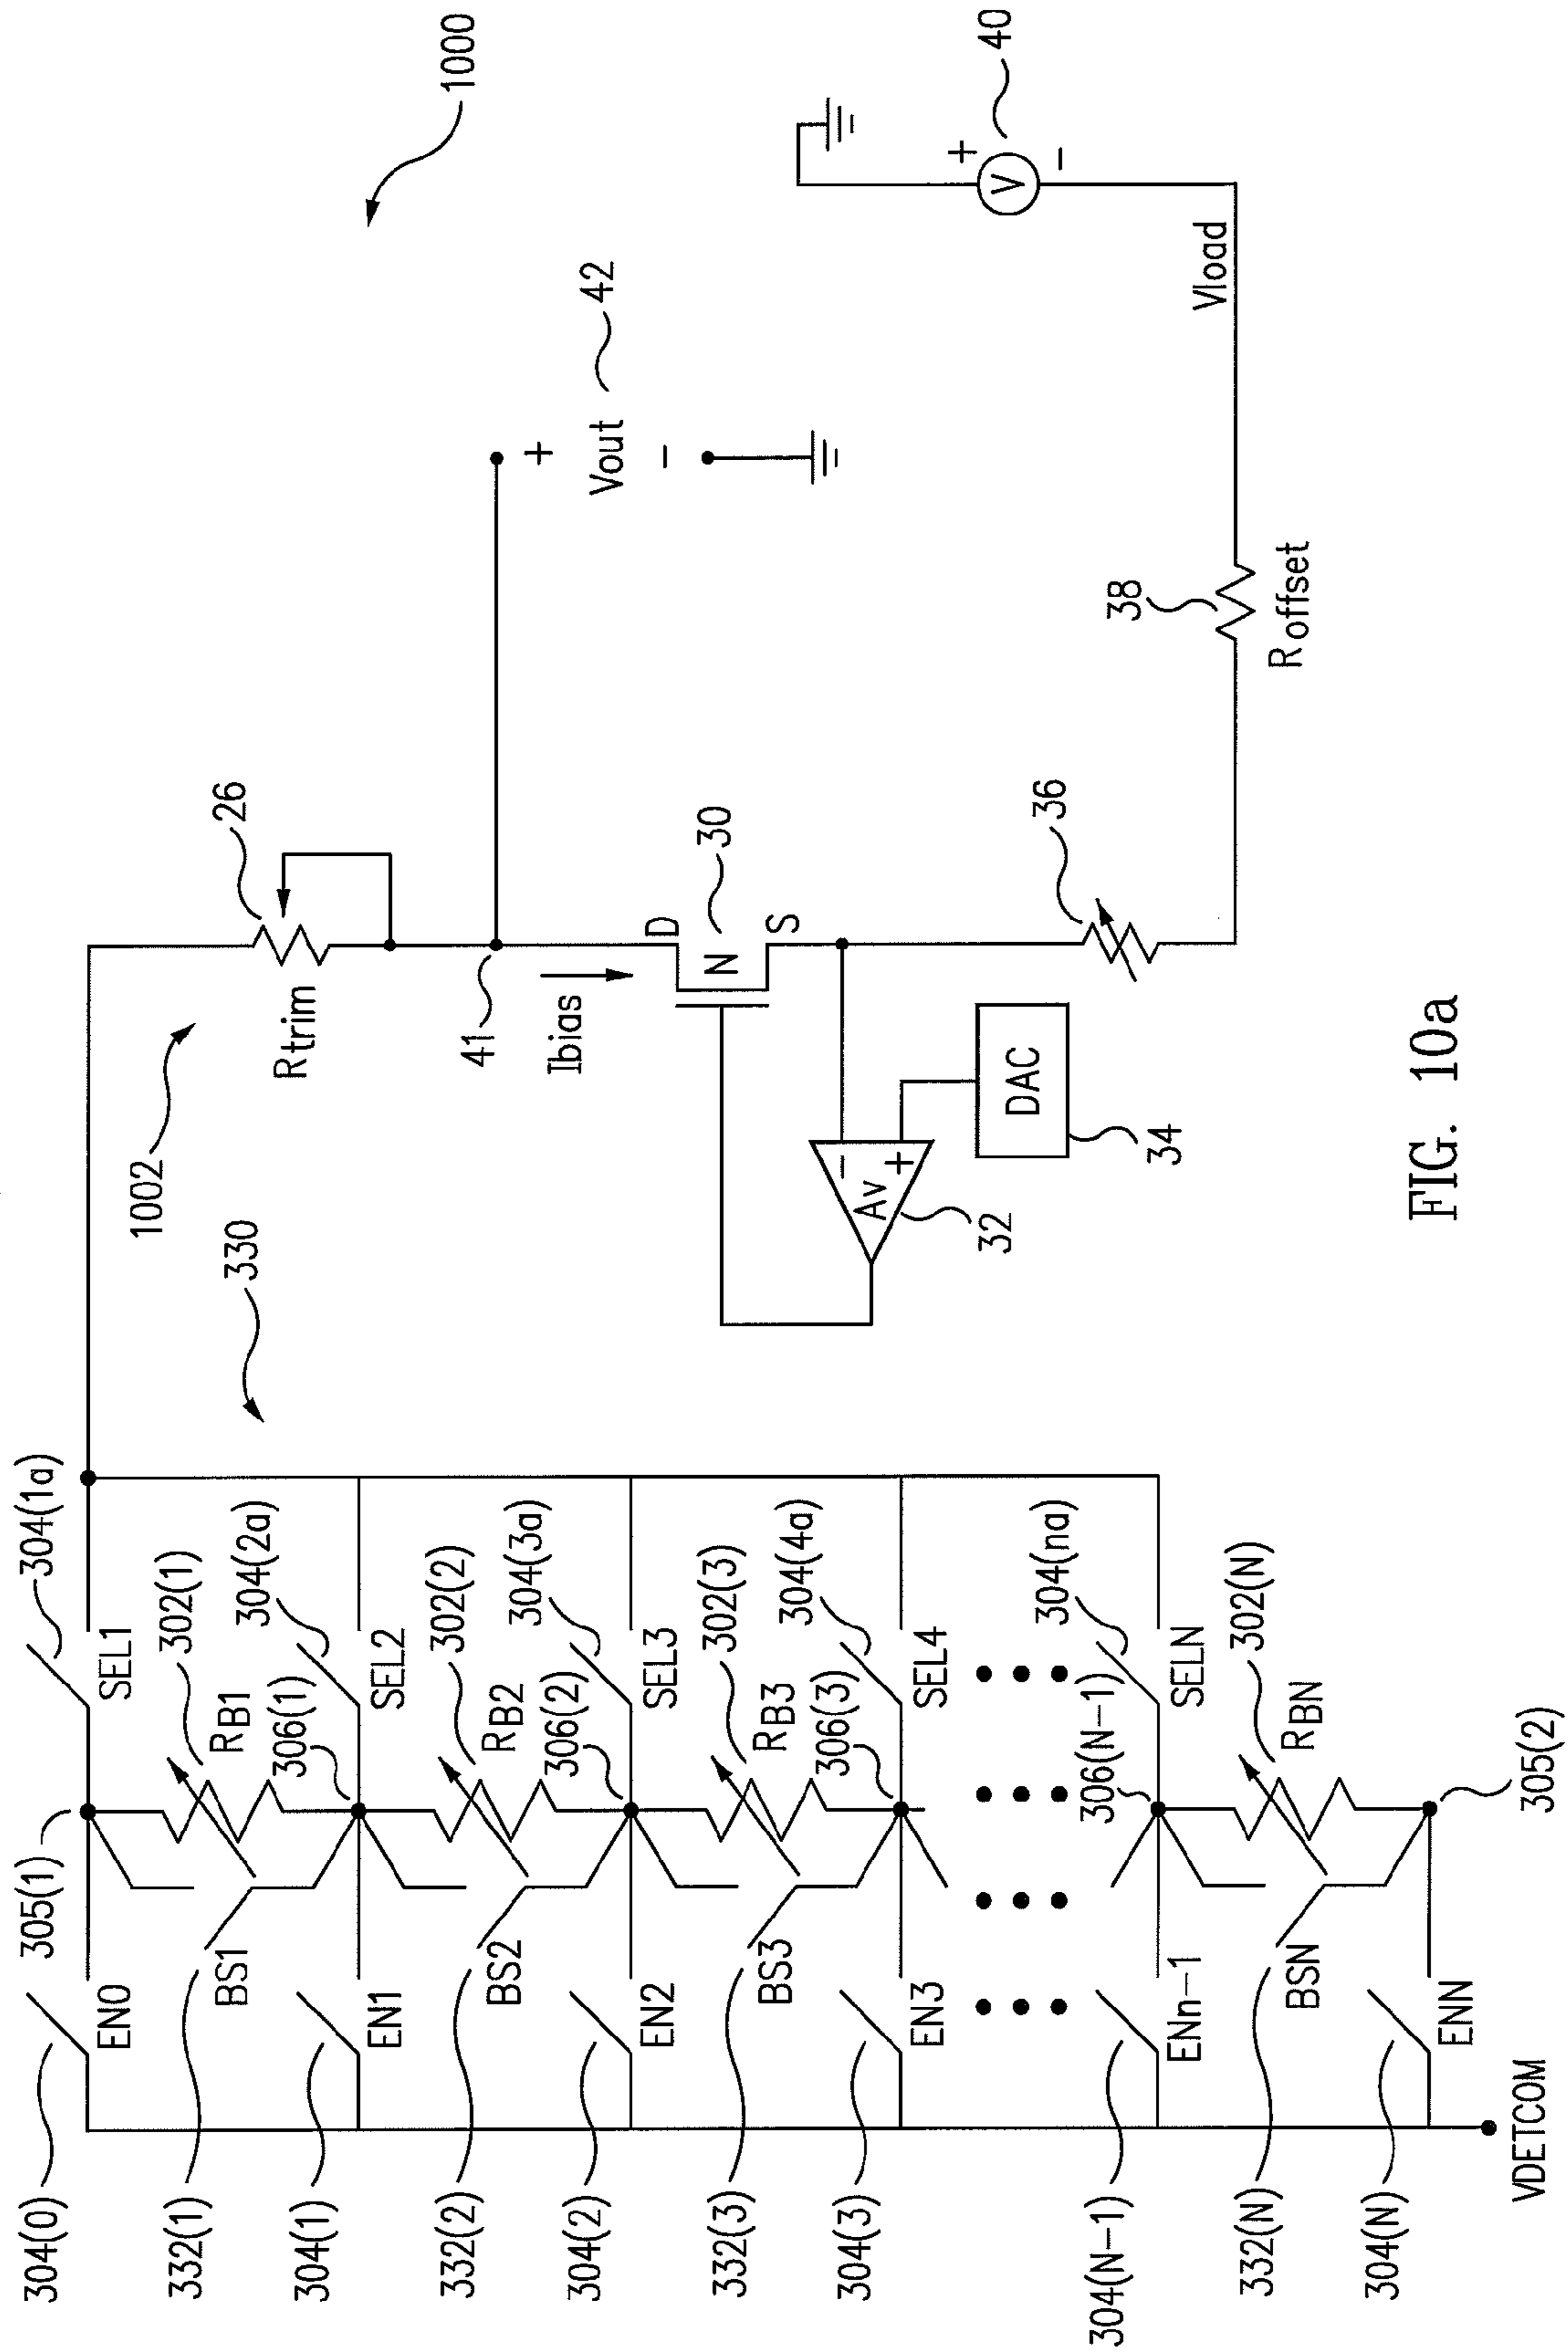 304(0)
305(1)
304(1a)
EN0
SEL1
332(1)
BS1
RB1
302(1)
304(1)
306(1)
304(2a)
EN1
SEL2
332(2)
BS2
RB2
302(2)
304(2)
306(2)
304(3a)
EN2
SEL3
332(3)
BS3
RB3
302(3)
304(3)
306(3)
304(4a)
EN3
SEL4
304(N-1)
306(N-1)
304(na)
ENn-1
SELN
332(N)
BSN
RBN
302(N)
304(N)
ENN
305(2)
VDETCOM
330
1002
26
Rtrim
41
Ibias
D
N
S
30
Av
-
+
32
DAC
34
36
38
Roffset
+
Vout
-
42
1000
+
V
-
40
Vload
FIG. 10a